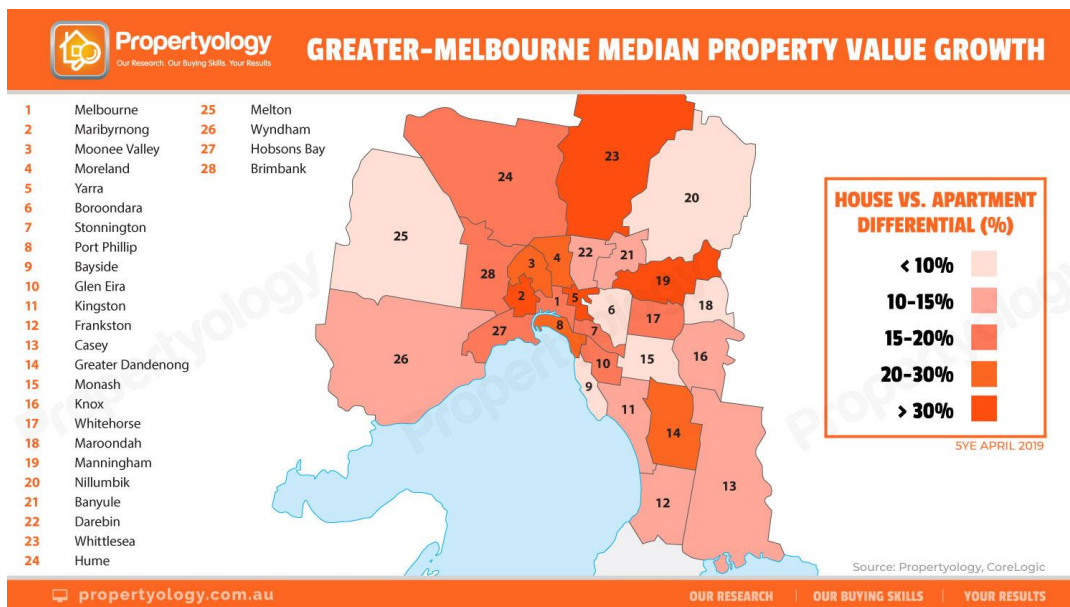 Propertyology
Our Research. Our Buying Skills. Your Results
GREATER-MELBOURNE MEDIAN PROPERTY VALUE GROWTH
1 Melbourne
2 Maribyrnong
3 Moonee Valley
4 Moreland
5 Yarra
6 Boroondara
7 Stonnington
8 Port Phillip
9 Bayside
10 Glen Eira
11 Kingston
12 Frankston
13 Casey
14 Greater Dandenong
15 Monash
16 Knox
17 Whitehorse
18 Maroondah
19 Manningham
20 Nillumbik
21 Banyule
22 Darebin
23 Whittlesea
24 Hume
25 Melton
26 Wyndham
27 Hobsons Bay
28 Brimbank
23
24
20
25
22
21
3
4
28
19
2
1
5
6
18
27
8
7
17
26
10
15
16
9
11
14
13
12
HOUSE VS. APARTMENT
DIFFERENTIAL (%)
< 10%
10-15%
15-20%
20-30%
> 30%
5YE APRIL 2019
Propertyology
Propertyology
Propertyology
Source: Propertyology, CoreLogic
propertyology.com.au
OUR RESEARCH | OUR BUYING SKILLS | YOUR RESULTS